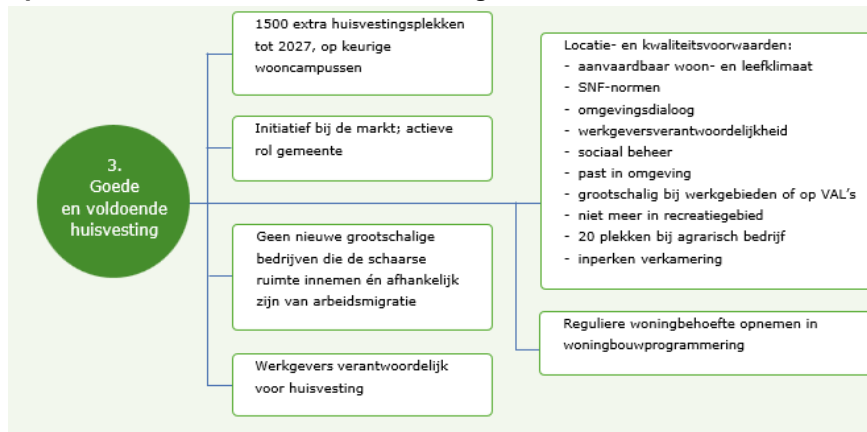 3.
Goede
en voldoende
huisvesting
1500 extra huisvestingsplekken
tot 2027, op keurige
wooncampussen
Initiatief bij de markt; actieve
rol gemeente
Geen nieuwe grootschalige
bedrijven die de schaarse
ruimte innemen én afhankelijk
zijn van arbeidsmigratie
Werkgevers verantwoordelijk
voor huisvesting
Locatie- en kwaliteitsvoorwaarden:
- aanvaardbaar woon- en leefklimaat
- SNF-normen
- omgevingsdialoog
- werkgeversverantwoordelijkheid
- sociaal beheer
- past in omgeving
- grootschalig bij werkgebieden of op VAL's
- niet meer in recreatiegebied
- 20 plekken bij agrarisch bedrijf
- inperken verkamering
Reguliere woningbehoefte opnemen in
woningbouwprogrammering